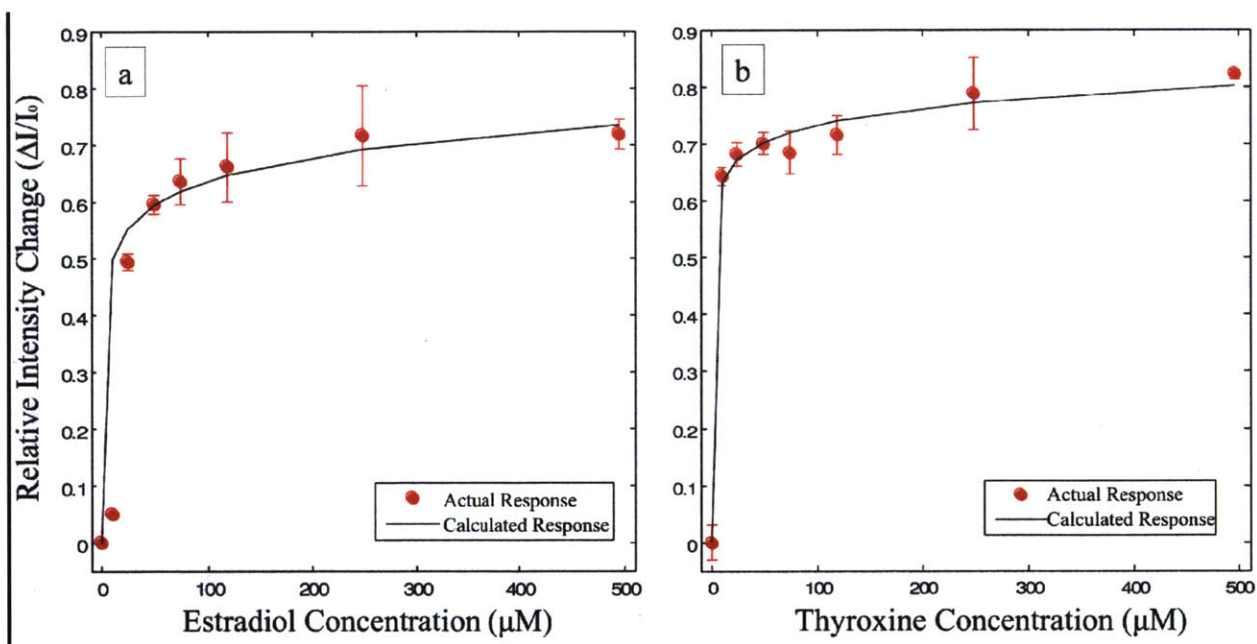 Relative Intensity Change (ΔI/I₀)
a
0.9
0.8
0.7
0.6
0.5
0.4
0.3
0.2
0.1
0
Actual Response
Calculated Response
0 100 200 300 400 500
Estradiol Concentration (μM)
b
0.9
0.8
0.7
0.6
0.5
0.4
0.3
0.2
0.1
0
Actual Response
Calculated Response
0 100 200 300 400 500
Thyroxine Concentration (μM)